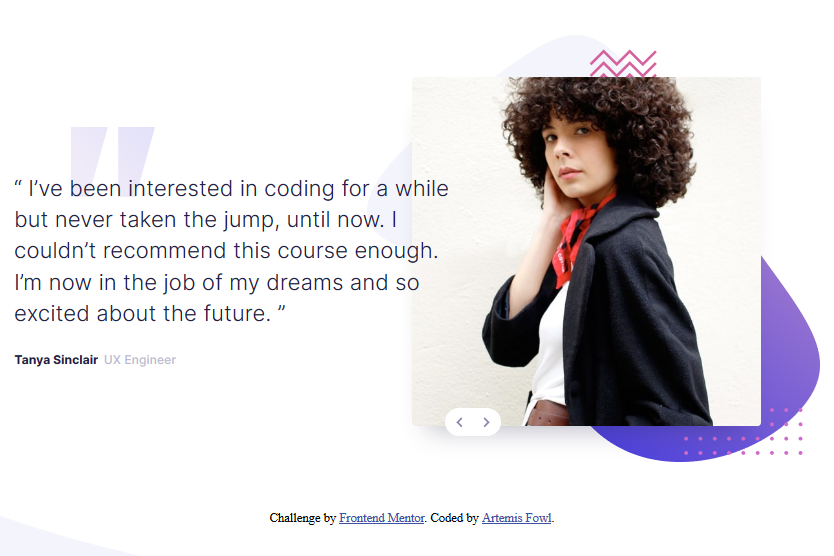 “ I’ve been interested in coding for a while
but never taken the jump, until now. I
couldn’t recommend this course enough.
I’m now in the job of my dreams and so
excited about the future. ”
Tanya Sinclair UX Engineer
Challenge by Frontend Mentor. Coded by Artemis Fowl.